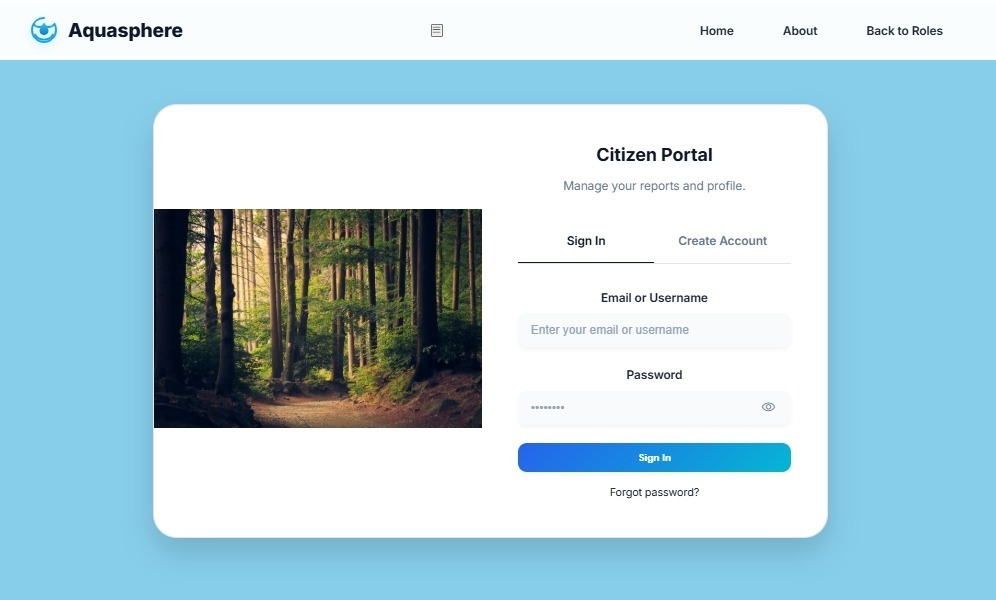 Aquasphere
Home
About
Back to Roles
Citizen Portal
Manage your reports and profile.
Sign In
Create Account
Email or Username
Enter your email or username
Password
••••••••
Sign In
Forgot password?